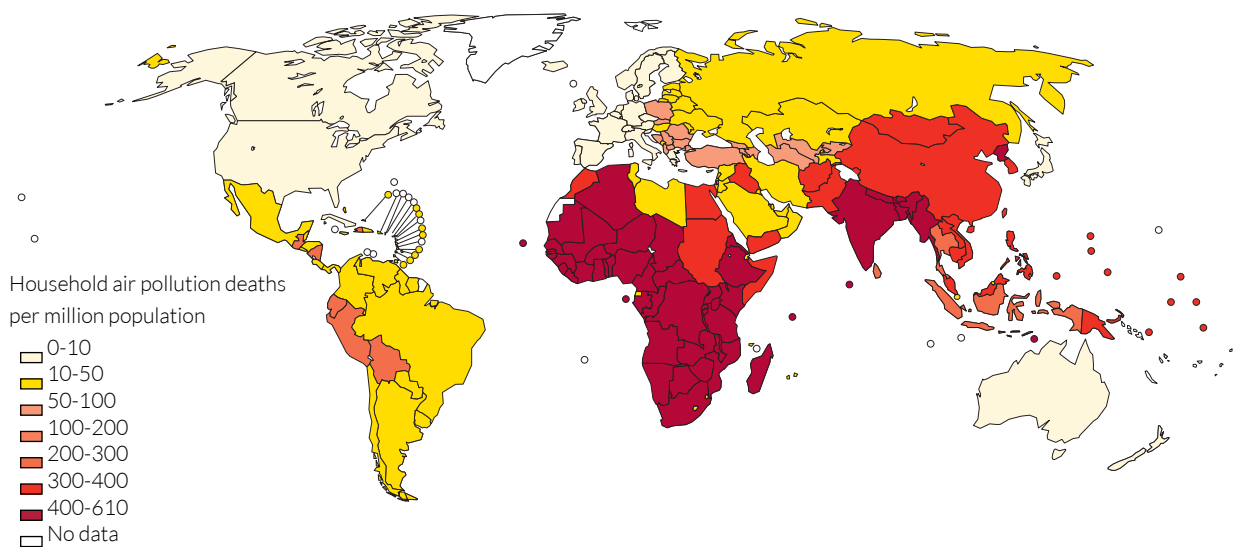 Household air pollution deaths
per million population
0-10
10-50
50-100
100-200
200-300
300-400
400-610
No data